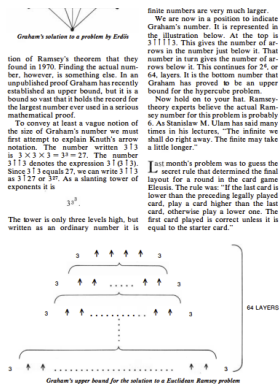 Graham's solution to a problem by Erdös
tion of Ramsey's theorem that they
found in 1970. Finding the actual num-
ber, however, is something else. In an
unpublished proof Graham has recently
established an upper bound, but it is a
bound so vast that it holds the record for
the largest number ever used in a serious
mathematical proof.
To convey at least a vague notion of
the size of Graham's number we must
first attempt to explain Knuth's arrow
notation. The number written 3↑3
is 3 × 3 × 3 = 3³ = 27. The number
3↑↑3 denotes the expression 3↑(3↑3).
Since 3↑3 equals 27, we can write 3↑↑3
as 3↑27 or 3²⁷. As a slanting tower of
exponents it is
3^3^3.
The tower is only three levels high, but
written as an ordinary number it is
finite numbers are very much larger.
We are now in a position to indicate
Graham's number. It is represented in
the illustration below. At the top is
3↑↑↑↑3. This gives the number of ar-
rows in the number just below it. That
number in turn gives the number of ar-
rows below it. This continues for 2⁶, or
64, layers. It is the bottom number that
Graham has proved to be an upper
bound for the hypercube problem.
Now hold on to your hat. Ramsey-
theory experts believe the actual Ram-
sey number for this problem is probably
6. As Stanislaw M. Ulam has said many
times in his lectures, "The infinite we
shall do right away. The finite may take
a little longer."
Last month's problem was to guess the
secret rule that determined the final
layout for a round in the card game
Eleusis. The rule was: "If the last card is
lower than the preceding legally played
card, play a card higher than the last
card, otherwise play a lower one. The
first card played is correct unless it is
equal to the starter card."
3 ↑ ↑ ↑ ↑ 3
3 ↑ ↑ ..... ↑ ↑ 3
3 ↑ ↑ .......... ↑ ↑ 3
64 LAYERS
3 ↑ ↑ .................... ↑ ↑ 3
Graham's upper bound for the solution to a Euclidean Ramsey problem